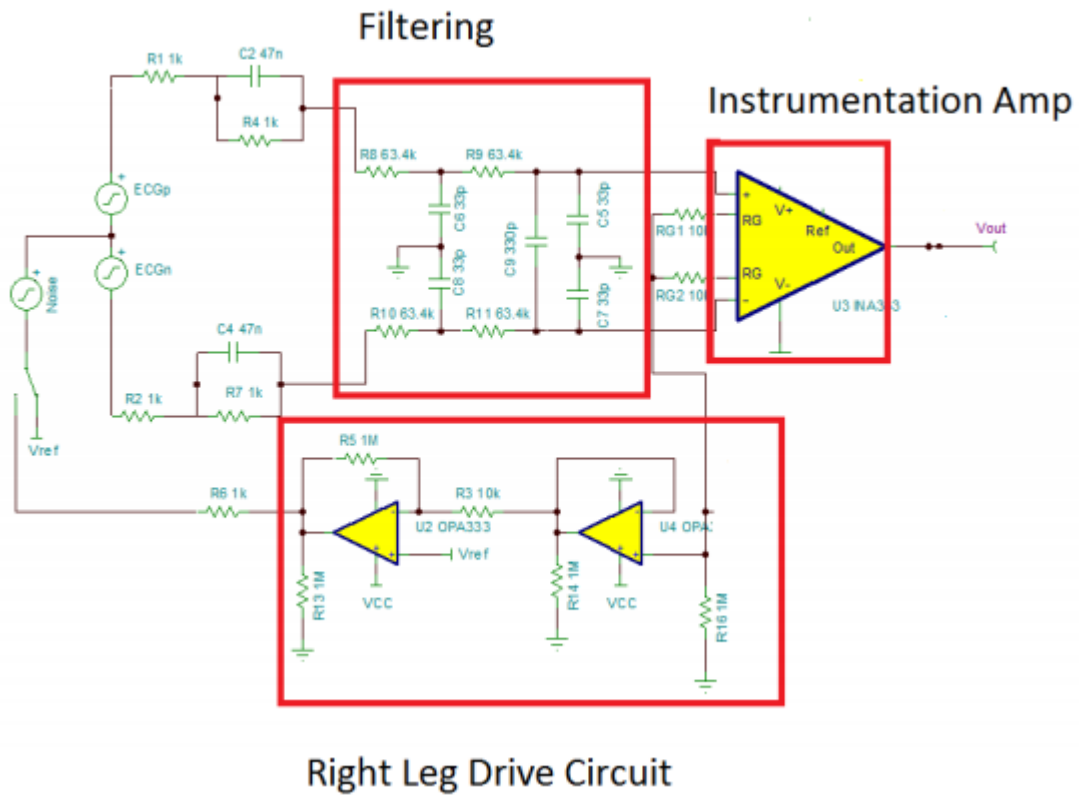 Filtering
C2 47n
R1 1k
R4 1k
Instrumentation Amp
R8 63.4k
R9 63.4k
ECGp
C6 33p
C5 33p
V+
RG
Ref
RG1
Out
Vout
ECGn
C9 330p
Noise
C8 33p
RG
V-
RG2
C7 33p
U3
R10 63.4k
R11 63.4k
C4 47n
R7 1k
R2 1k
Vref
R5 1M
R6 1k
R3 10k
U2 OPA333
U4
Vref
R13 1M
VCC
R14 1M
VCC
R16 1M
Right Leg Drive Circuit